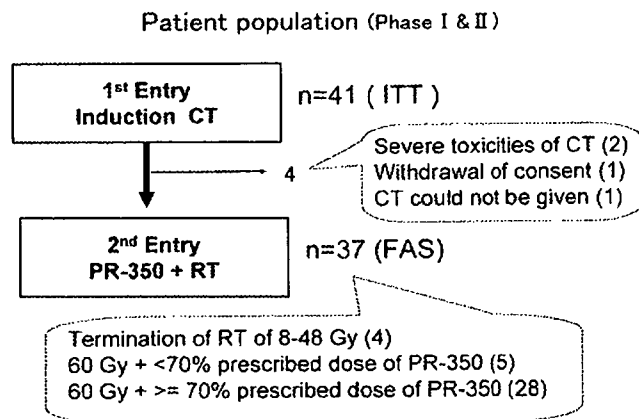 Patient population (Phase Ⅰ & Ⅱ)
1st Entry
Induction CT
n=41 ( ITT )
4
Severe toxicities of CT (2)
Withdrawal of consent (1)
CT could not be given (1)
2nd Entry
PR-350 + RT
n=37 (FAS)
Termination of RT of 8-48 Gy (4)
60 Gy + <70% prescribed dose of PR-350 (5)
60 Gy + >= 70% prescribed dose of PR-350 (28)